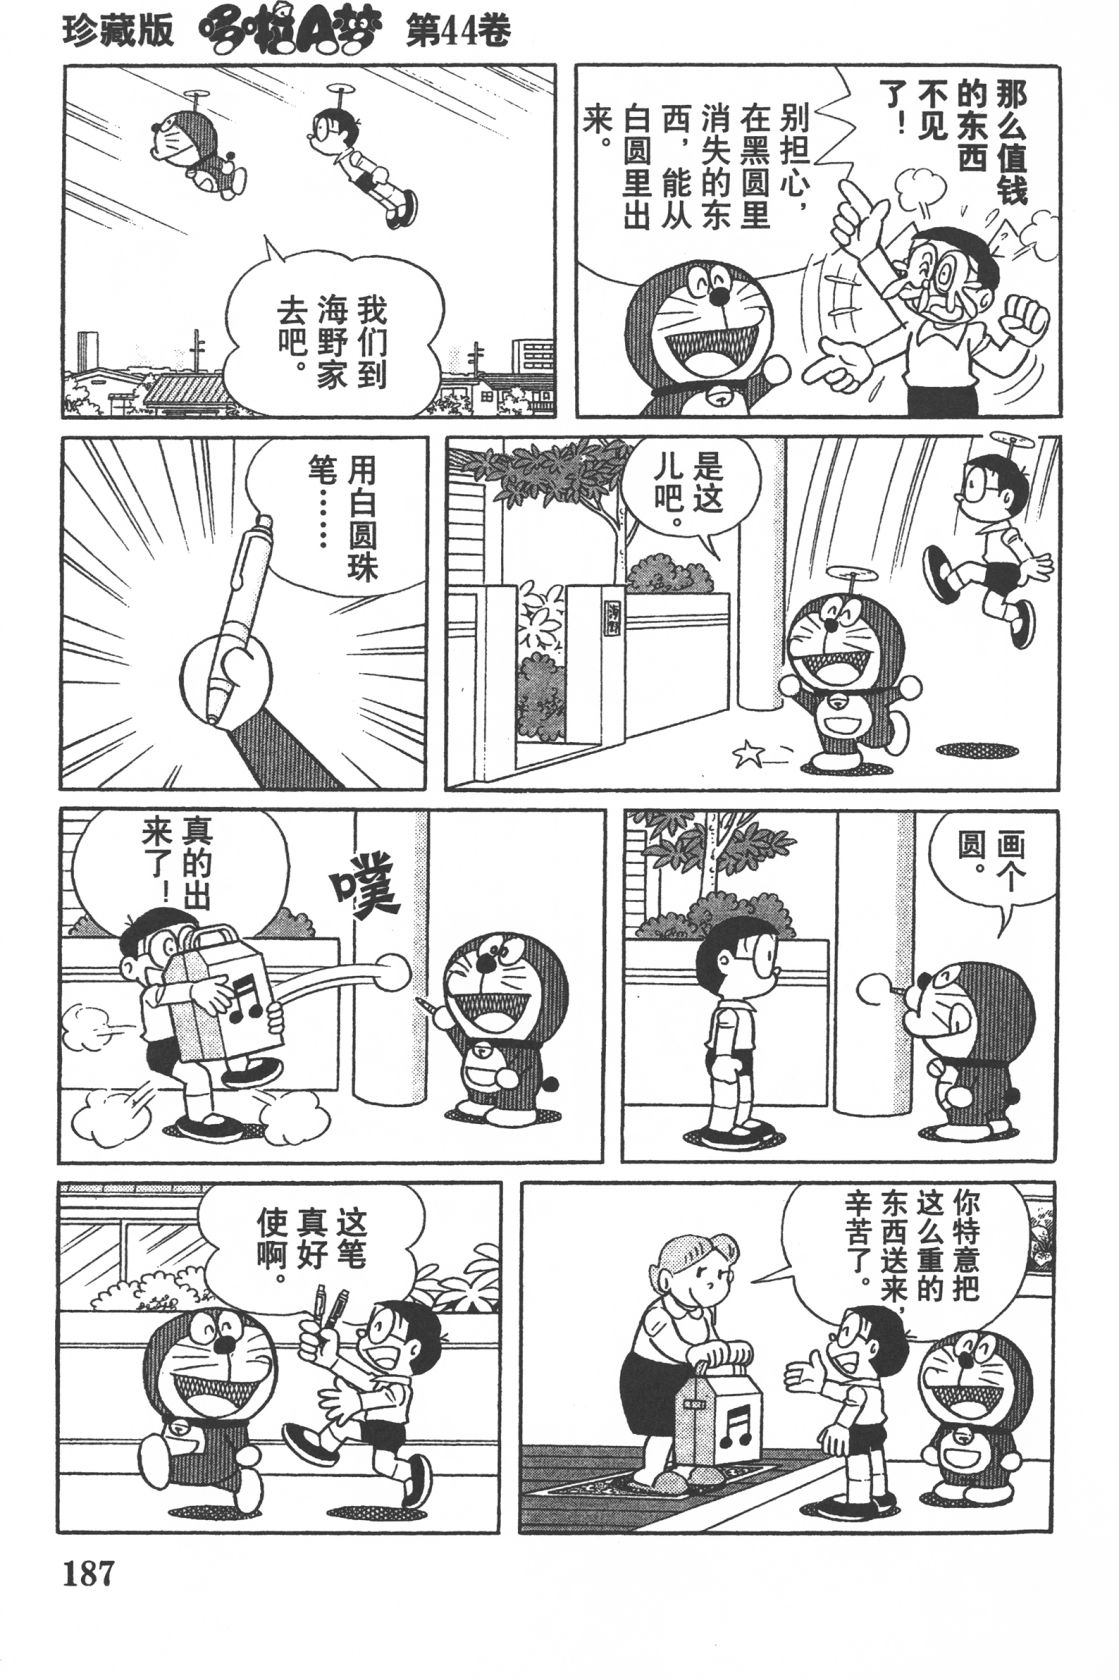 珍藏版 哆啦A梦 第44卷
那么值钱
的东西
不见
了！
别担心，
在黑圆里
消失的东
西，能从
白圆里出
来。
我们到
海野家
去吧。
是这
儿吧。
海野
用白圆珠
笔……
画个
圆。
真的出
来了！
噗
你特意把
这么重的
东西送来，
辛苦了。
这笔
真好
使啊。
187